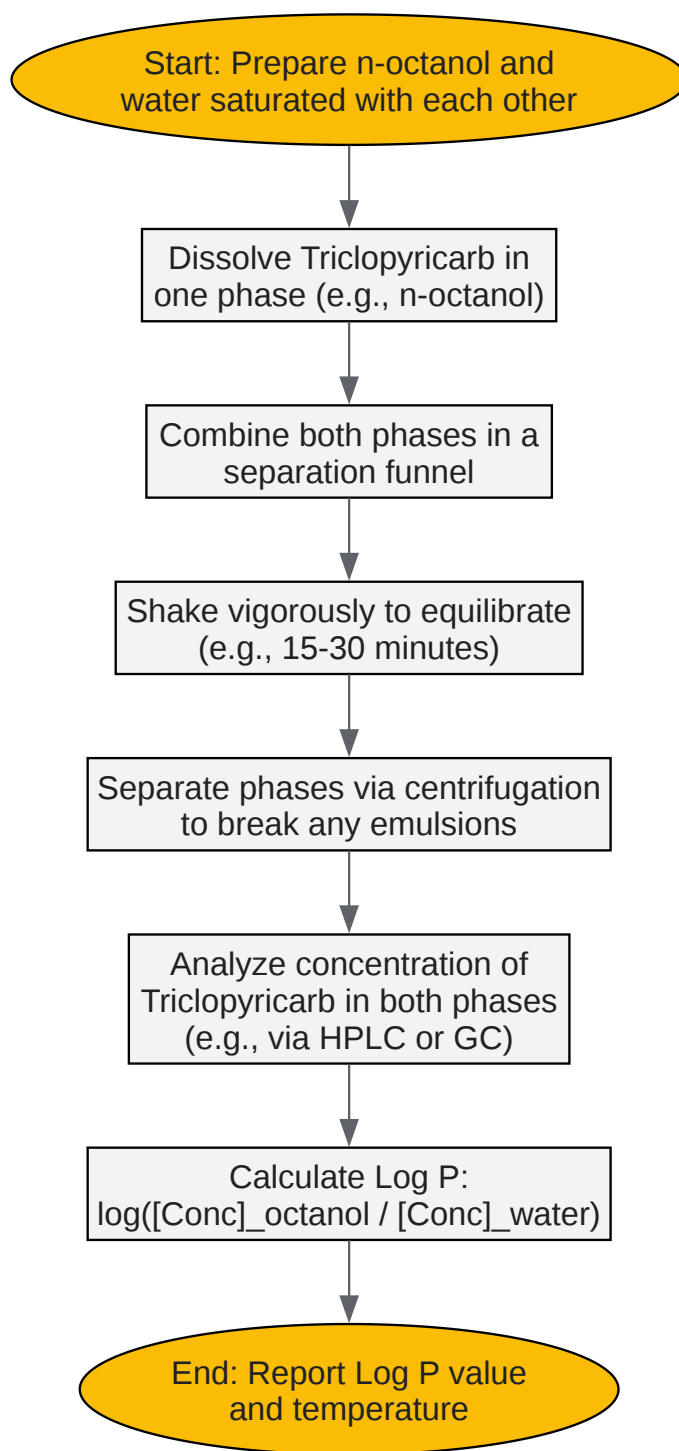 Start: Prepare n-octanol and
water saturated with each other
Dissolve Triclopyricarb in
one phase (e.g., n-octanol)
Combine both phases in a
separation funnel
Shake vigorously to equilibrate
(e.g., 15-30 minutes)
Separate phases via centrifugation
to break any emulsions
Analyze concentration of
Triclopyricarb in both phases
(e.g., via HPLC or GC)
Calculate Log P:
log([Conc]_octanol / [Conc]_water)
End: Report Log P value
and temperature